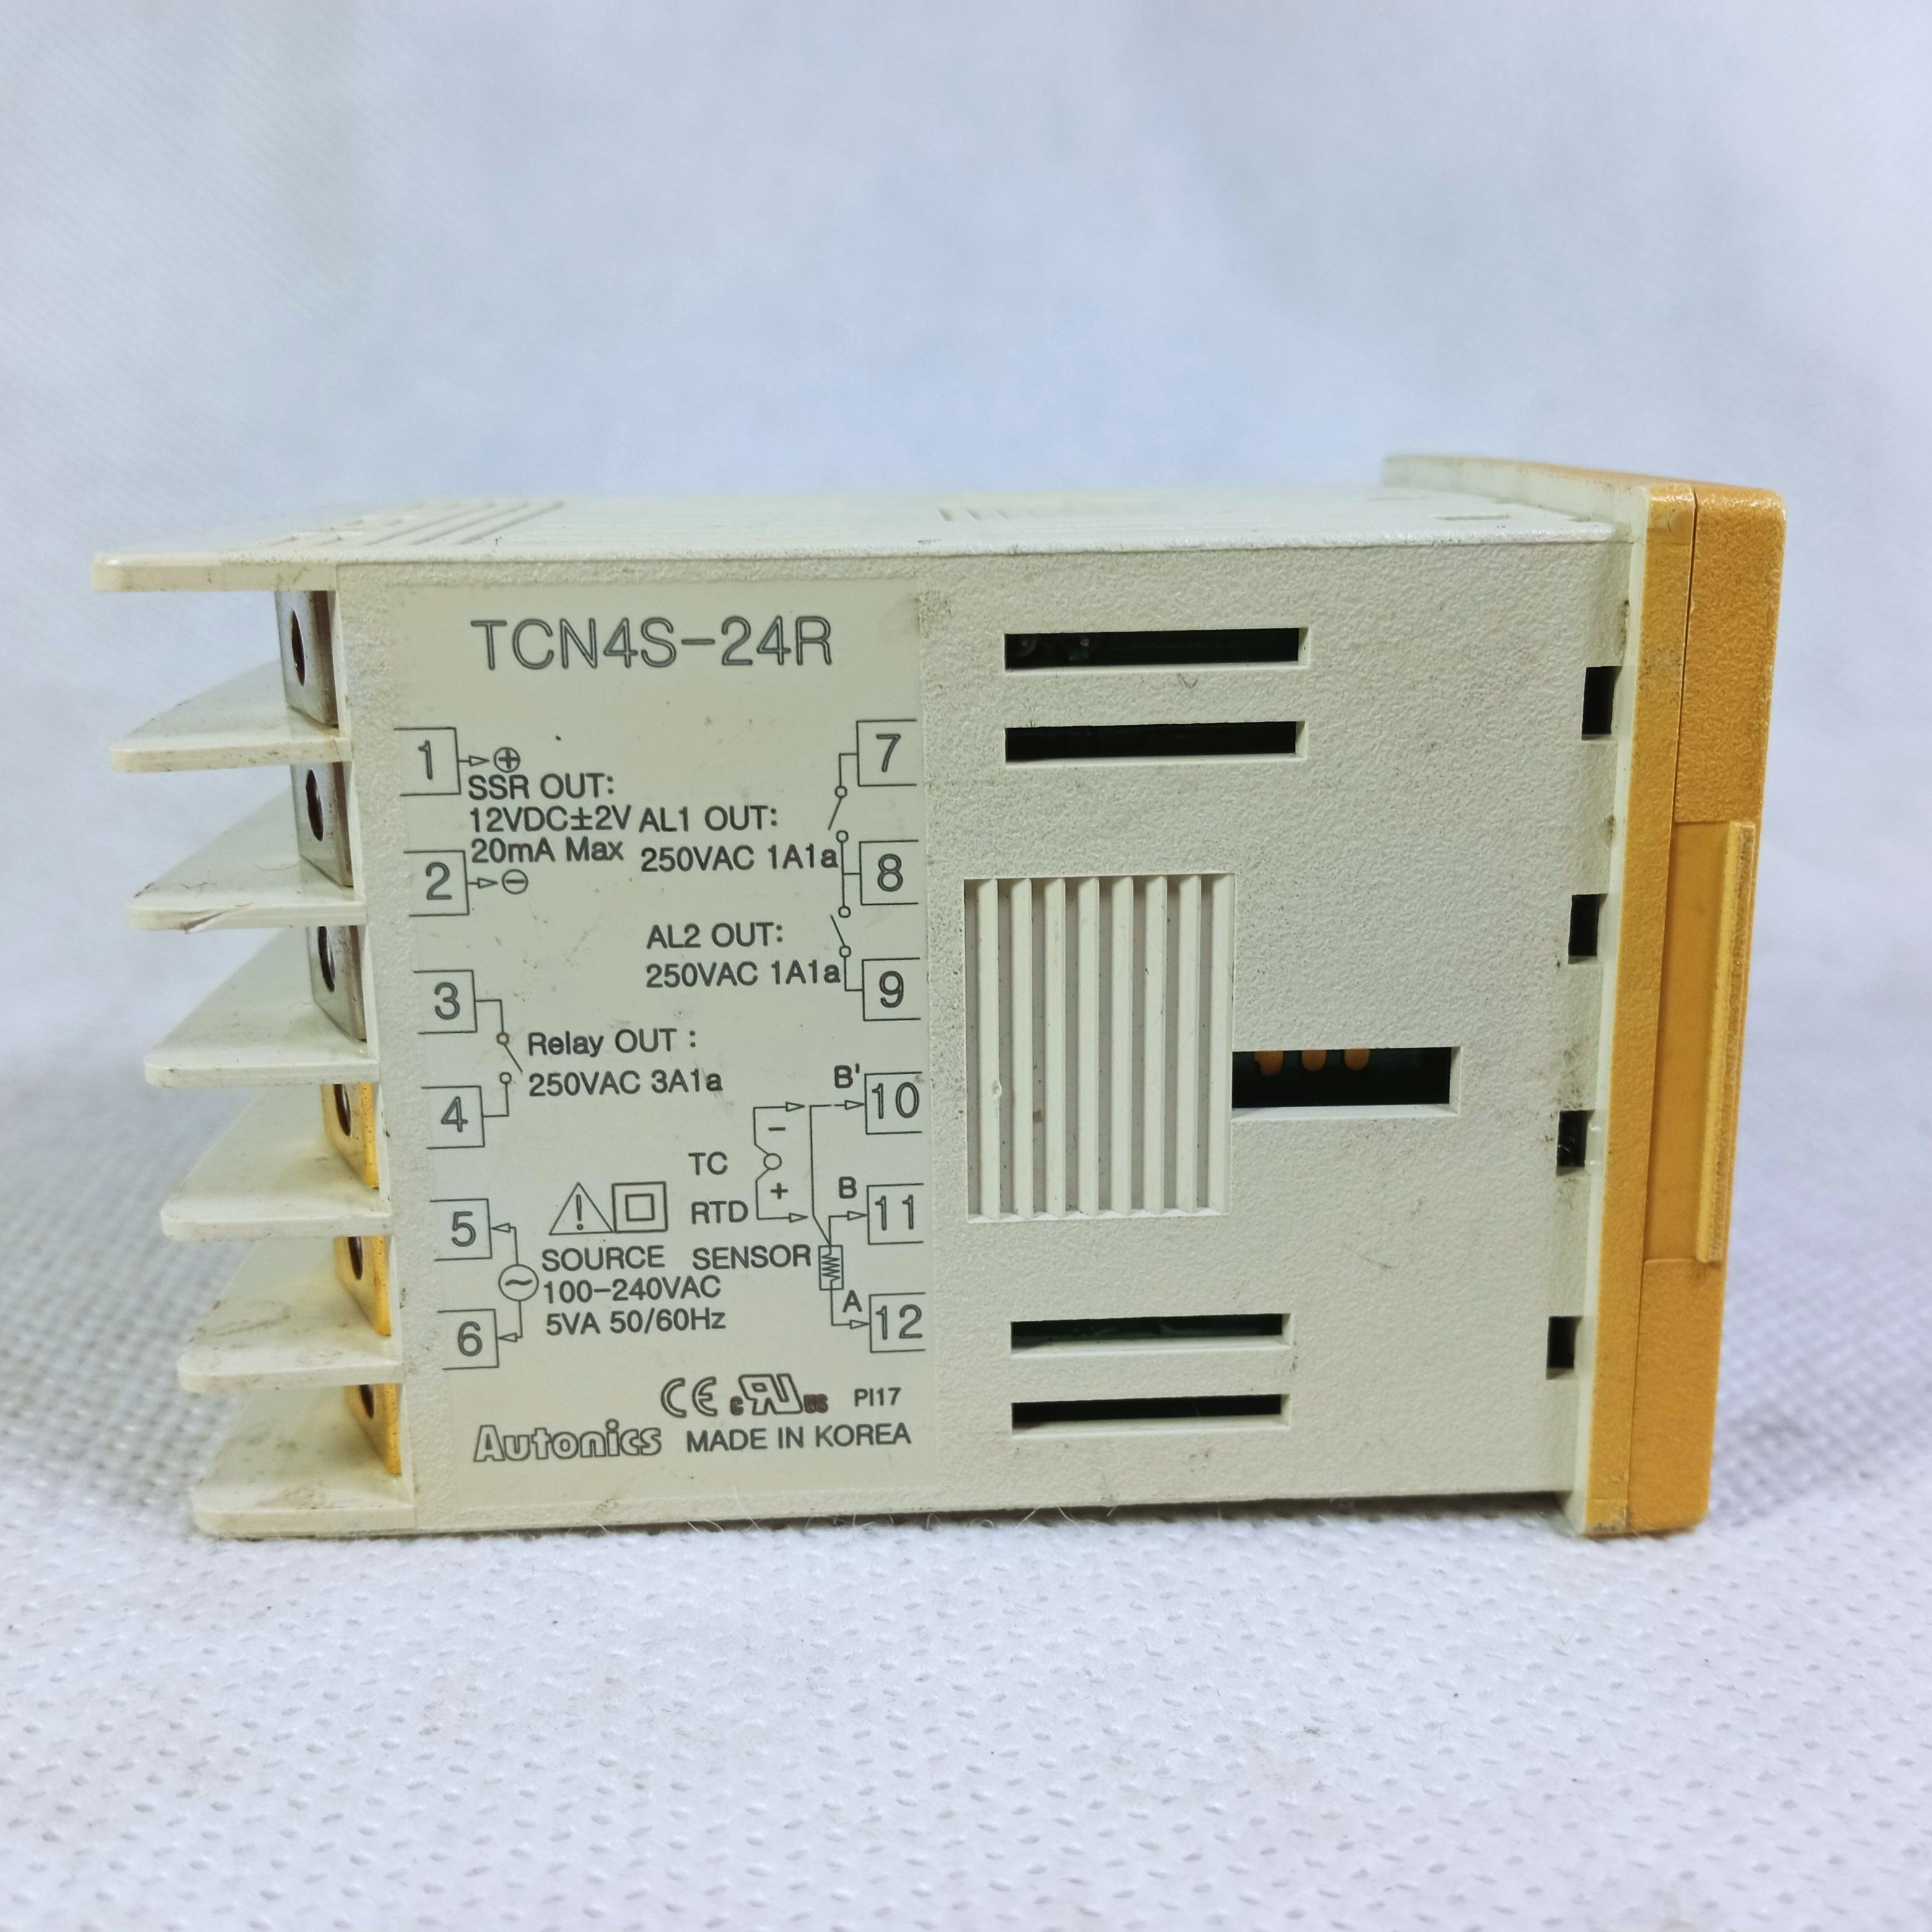 TCN4S-24R
1
SSR OUT:
12VDC±2V
20mA Max
2
3
Relay OUT :
250VAC 3A1a
4
5
SOURCE
100-240VAC
5VA 50/60Hz
6
7
AL1 OUT:
250VAC 1A1a
8
AL2 OUT:
250VAC 1A1a
9
B' 10
TC
RTD
SENSOR
- 
+
B 11
A 12
CE c RU US PI17
Autonics MADE IN KOREA